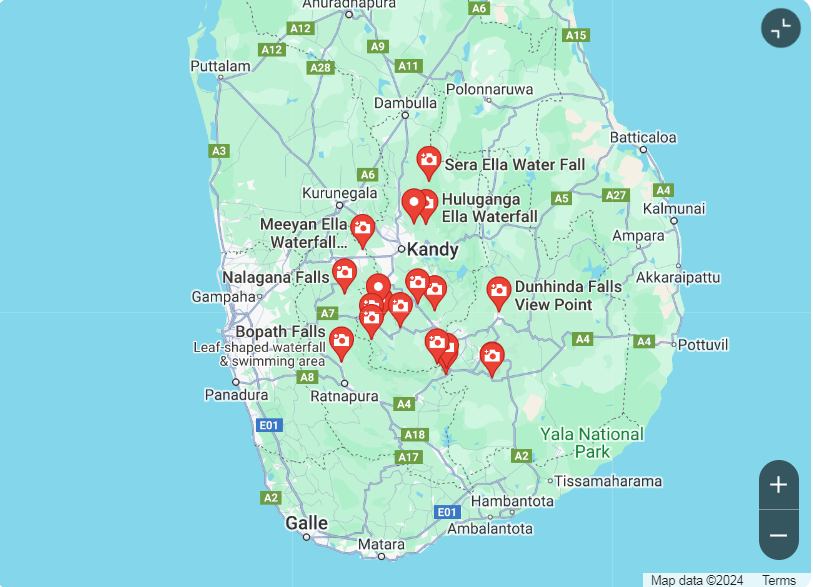 Anuradhapura
A6
A12
A9
A15
A12
A28
A11
Puttalam
Polonnaruwa
Dambulla
Batticaloa
A3
Sera Ella Water Fall
A6
Kurunegala
A5
A27
A4
Huluganga
Ella Waterfall
Kalmunai
Meeyan Ella
Waterfall...
Kandy
Ampara
Nalagana Falls
Akkaraipattu
Gampaha
Dunhinda Falls
View Point
A7
Bopath Falls
Leaf-shaped waterfall
& swimming area
A4
A4
Pottuvil
A8
Panadura
Ratnapura
A4
E01
A18
Yala National
Park
A17
A2
Tissamaharama
A2
Hambantota
E01
Galle
Ambalantota
Matara
Map data ©2024
Terms